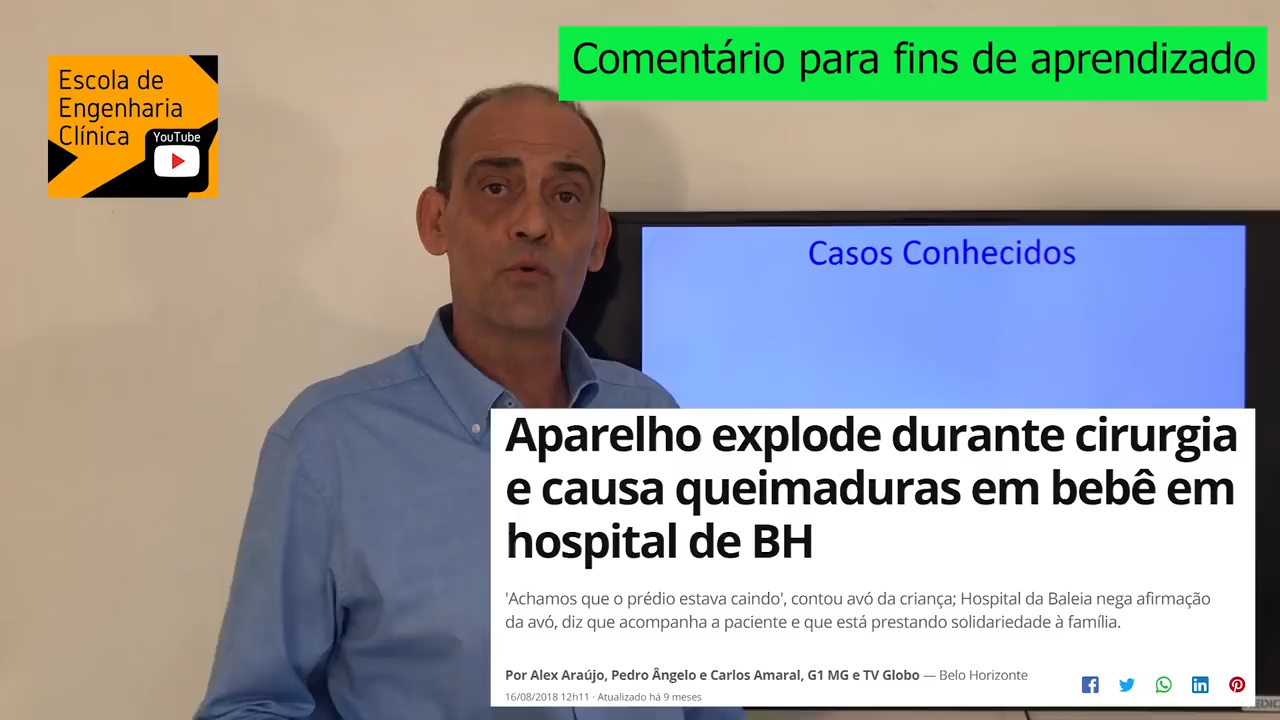 Comentário para fins de aprendizado
Escola de
Engenharia
Clínica
YouTube
Casos Conhecidos
Aparelho explode durante cirurgia
e causa queimaduras em bebê em
hospital de BH
'Achamos que o prédio estava caindo', contou avó da criança; Hospital da Baleia nega afirmação
da avó, diz que acompanha a paciente e que está prestando solidariedade à família.
Por Alex Araújo, Pedro Ângelo e Carlos Amaral, G1 MG e TV Globo — Belo Horizonte
16/08/2018 12h11 · Atualizado há 9 meses